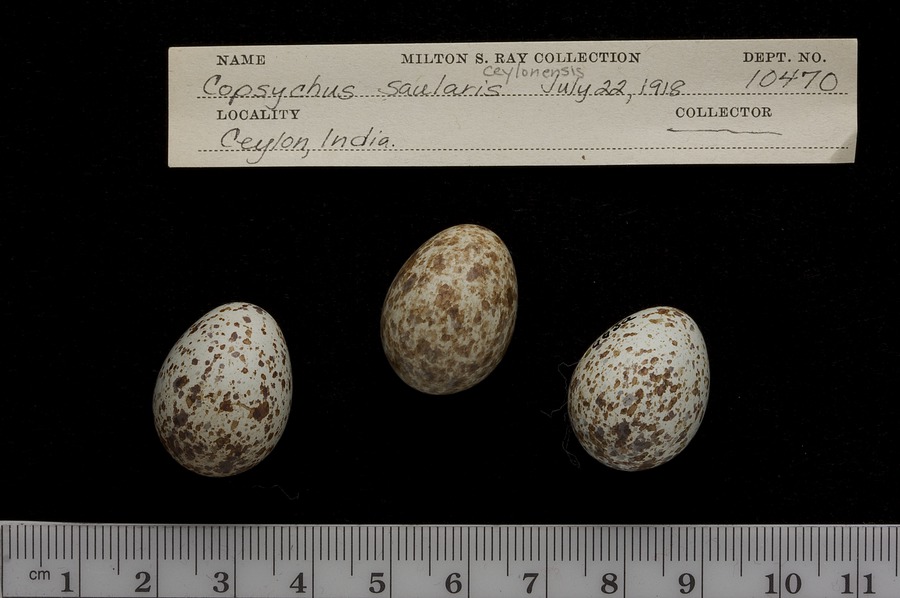 NAME MILTON S. RAY COLLECTION DEPT. NO.
ceylonensis
Copsychus saularis July 22, 1918 10470
LOCALITY COLLECTOR
Ceylon, India.
cm 1 2 3 4 5 6 7 8 9 10 11